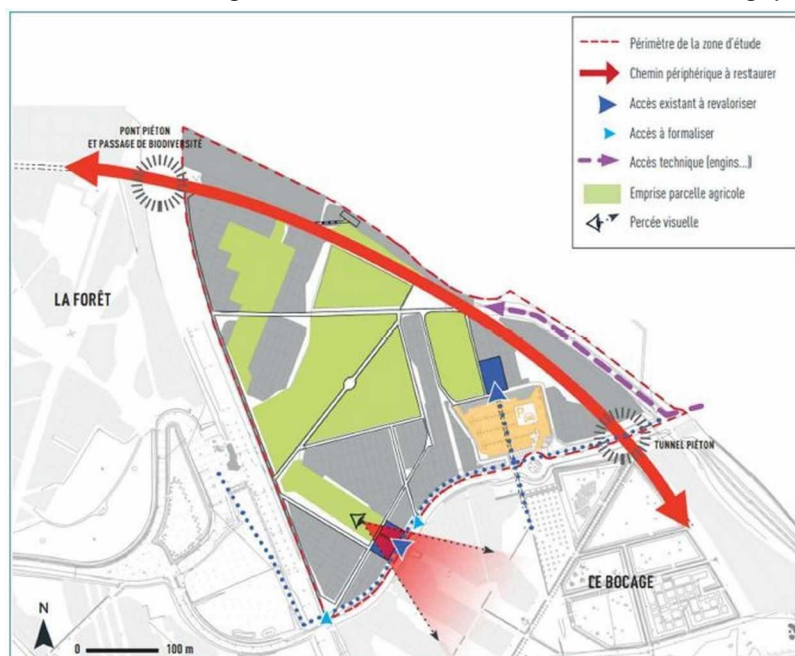 Périmètre de la zone d'étude
Chemin périphérique à restaurer
Accès existant à revaloriser
Accès à formaliser
Accès technique (engins...)
Emprise parcelle agricole
Percée visuelle
PONT PIÉTON
ET PASSAGE DE BIODIVERSITÉ
LA FORÊT
P
TUNNEL PIÉTON
LE BOCAGE
N
0 100 m